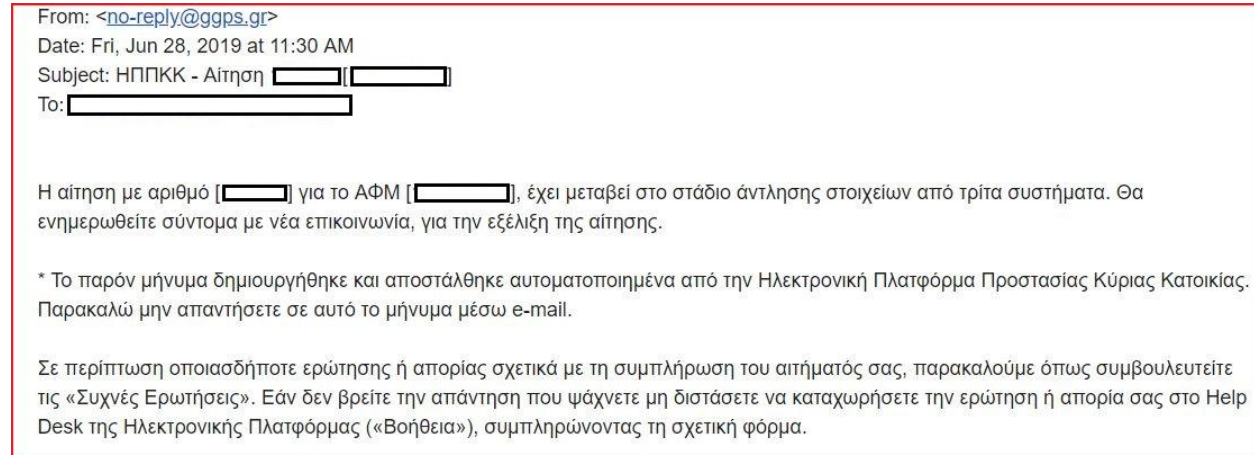 From: <no-reply@ggps.gr>
Date: Fri, Jun 28, 2019 at 11:30 AM
Subject: ΗΠΠΚΚ - Αίτηση [ ]
To:
Η αίτηση με αριθμό [ ] για το ΑΦΜ [ ], έχει μεταβεί στο στάδιο άντλησης στοιχείων από τρίτα συστήματα. Θα
ενημερωθείτε σύντομα με νέα επικοινωνία, για την εξέλιξη της αίτησης.
* Το παρόν μήνυμα δημιουργήθηκε και αποστάλθηκε αυτοματοποιημένα από την Ηλεκτρονική Πλατφόρμα Προστασίας Κύριας Κατοικίας.
Παρακαλώ μην απαντήσετε σε αυτό το μήνυμα μέσω e-mail.
Σε περίπτωση οποιασδήποτε ερώτησης ή απορίας σχετικά με τη συμπλήρωση του αιτήματός σας, παρακαλούμε όπως συμβουλευτείτε
τις «Συχνές Ερωτήσεις». Εάν δεν βρείτε την απάντηση που ψάχνετε μη διστάσετε να καταχωρήσετε την ερώτηση ή απορία σας στο Help
Desk της Ηλεκτρονικής Πλατφόρμας («Βοήθεια»), συμπληρώνοντας τη σχετική φόρμα.